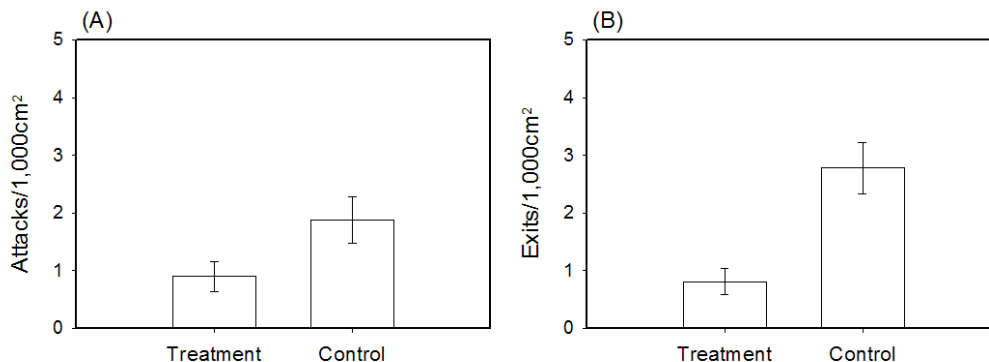 (A)
Attacks/1,000cm²
5
4
3
2
1
0
Treatment Control
(B)
Exits/1,000cm²
5
4
3
2
1
0
Treatment Control